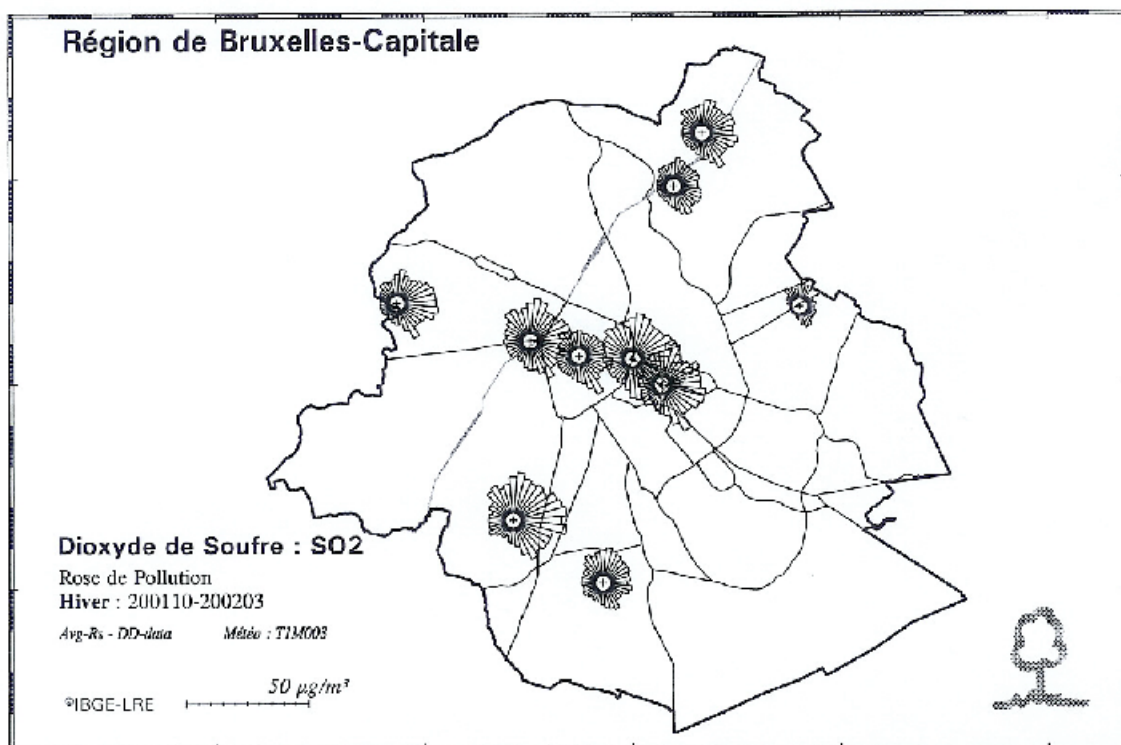 Région de Bruxelles-Capitale
Dioxyde de Soufre : SO2
Rose de Pollution
Hiver : 200110-200203
Avg-Rs - DD-data Météo : T1M003
©IBGE-LRE 50 µg/m³